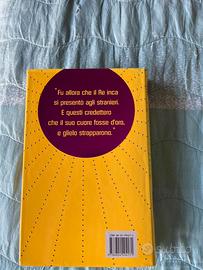 "Fu allora che il Re inca
si presentò agli stranieri.
E questi credettero
che il suo cuore fosse d'oro,
e glielo strapparono."